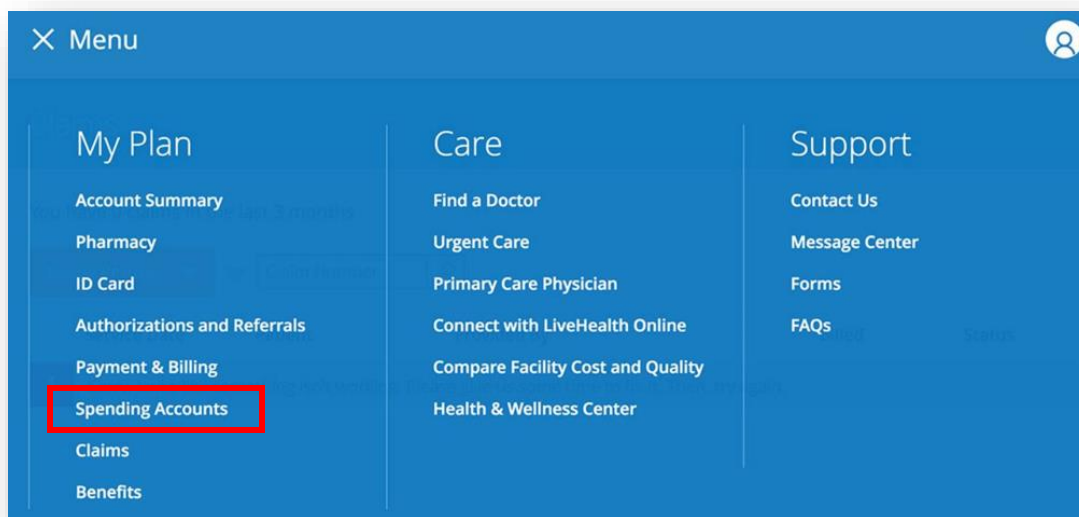 Menu
My Plan
Account Summary
Pharmacy
ID Card
Authorizations and Referrals
Payment & Billing
Spending Accounts
Claims
Benefits
Care
Find a Doctor
Urgent Care
Primary Care Physician
Connect with LiveHealth Online
Compare Facility Cost and Quality
Health & Wellness Center
Support
Contact Us
Message Center
Forms
FAQs
Status